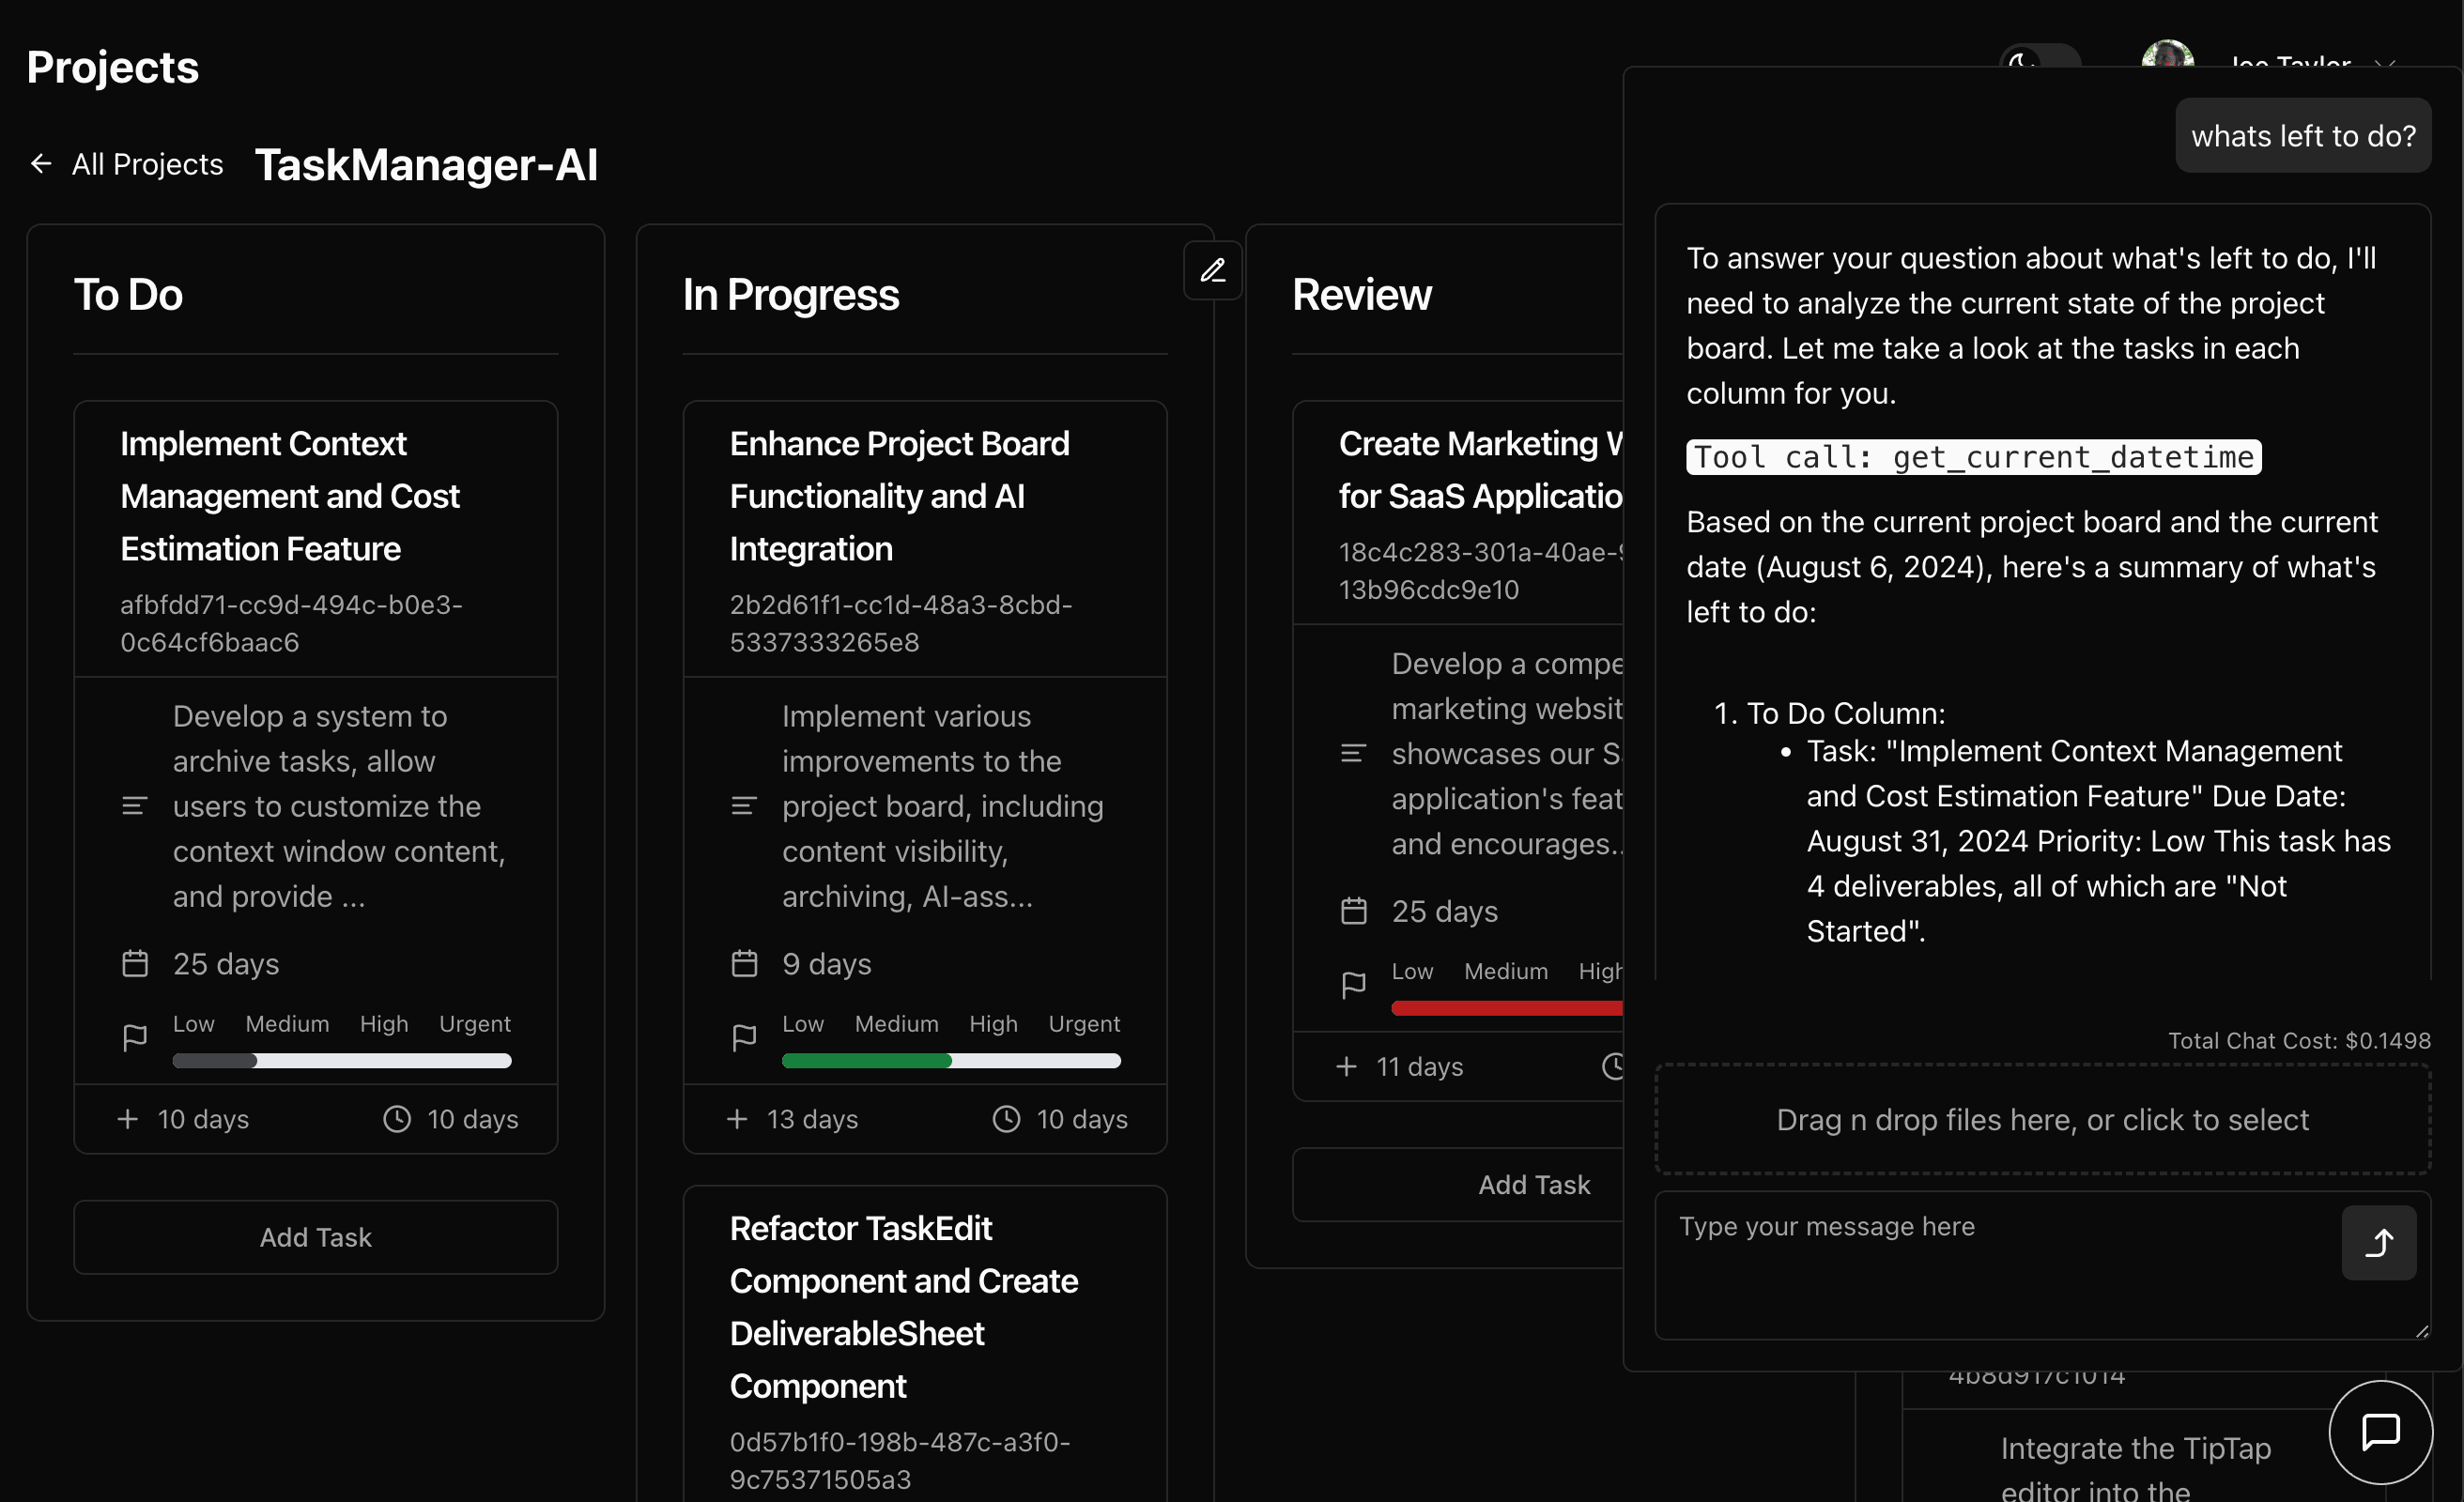 Projects
Joe Taylor
All Projects
TaskManager-AI
To Do
Implement Context
Management and Cost
Estimation Feature
afbfdd71-cc9d-494c-b0e3-
0c64cf6baac6
Develop a system to
archive tasks, allow
users to customize the
context window content,
and provide ...
25 days
Low Medium High Urgent
10 days 10 days
Add Task
In Progress
Enhance Project Board
Functionality and AI
Integration
2b2d61f1-cc1d-48a3-8cbd-
5337333265e8
Implement various
improvements to the
project board, including
content visibility,
archiving, AI-ass...
9 days
Low Medium High Urgent
13 days 10 days
Refactor TaskEdit
Component and Create
DeliverableSheet
Component
0d57b1f0-198b-487c-a3f0-
9c75371505a3
Review
Create Marketing
for SaaS
18c4c283-301a-40ae-
13b96cdc9e10
Develop a
marketing
showcases our
application's
and encourages..
25 days
Low Medium High
11 days
Add Task
whats left to do?
To answer your question about what's left to do, I'll
need to analyze the current state of the project
board. Let me take a look at the tasks in each
column for you.
Tool call: get_current_datetime
Based on the current project board and the current
date (August 6, 2024), here's a summary of what's
left to do:
1. To Do Column:
• Task: "Implement Context Management
and Cost Estimation Feature" Due Date:
August 31, 2024 Priority: Low This task has
4 deliverables, all of which are "Not
Started".
Total Chat Cost: $0.1498
Drag n drop files here, or click to select
Type your message here
4b8d917c1014
Integrate the TipTap
editor into the